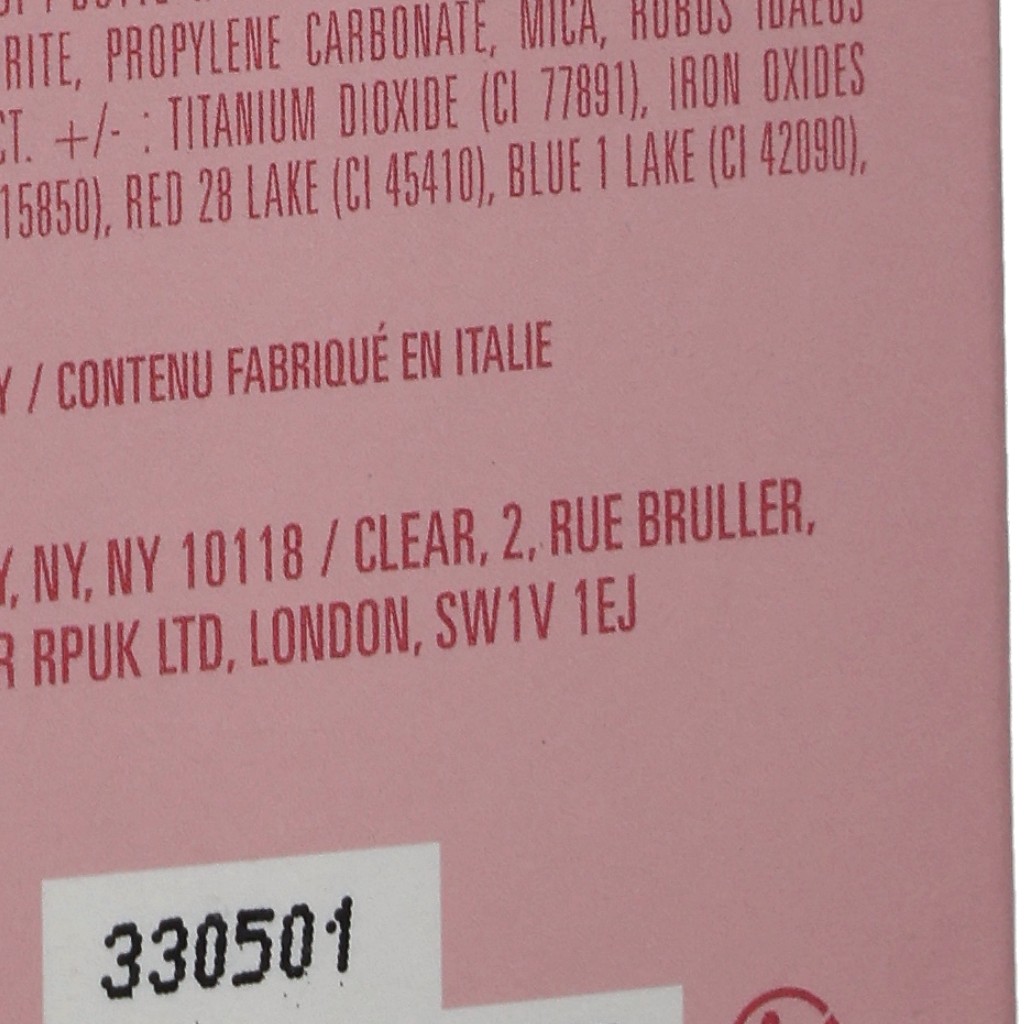 RITE, PROPYLENE CARBONATE, MICA, RUBUS IDAEUS
CT. +/- : TITANIUM DIOXIDE (CI 77891), IRON OXIDES
15850), RED 28 LAKE (CI 45410), BLUE 1 LAKE (CI 42090),
Y / CONTENU FABRIQUÉ EN ITALIE
Y, NY, NY 10118 / CLEAR, 2, RUE BRULLER,
R RPUK LTD, LONDON, SW1V 1EJ
330501